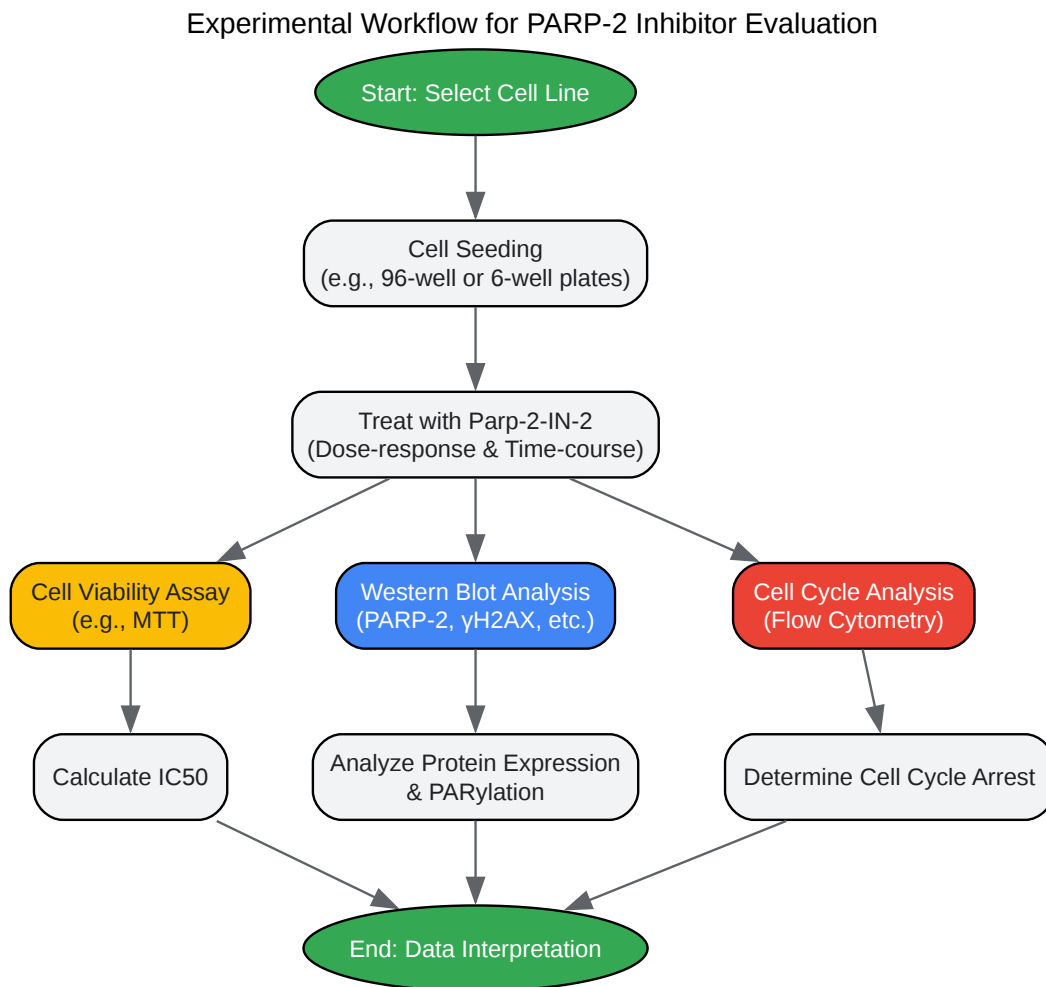 Experimental Workflow for PARP-2 Inhibitor Evaluation
Start: Select Cell Line
Cell Seeding
(e.g., 96-well or 6-well plates)
Treat with Parp-2-IN-2
(Dose-response & Time-course)
Cell Viability Assay
(e.g., MTT)
Western Blot Analysis
(PARP-2, γH2AX, etc.)
Cell Cycle Analysis
(Flow Cytometry)
Calculate IC50
Analyze Protein Expression
& PARylation
Determine Cell Cycle Arrest
End: Data Interpretation